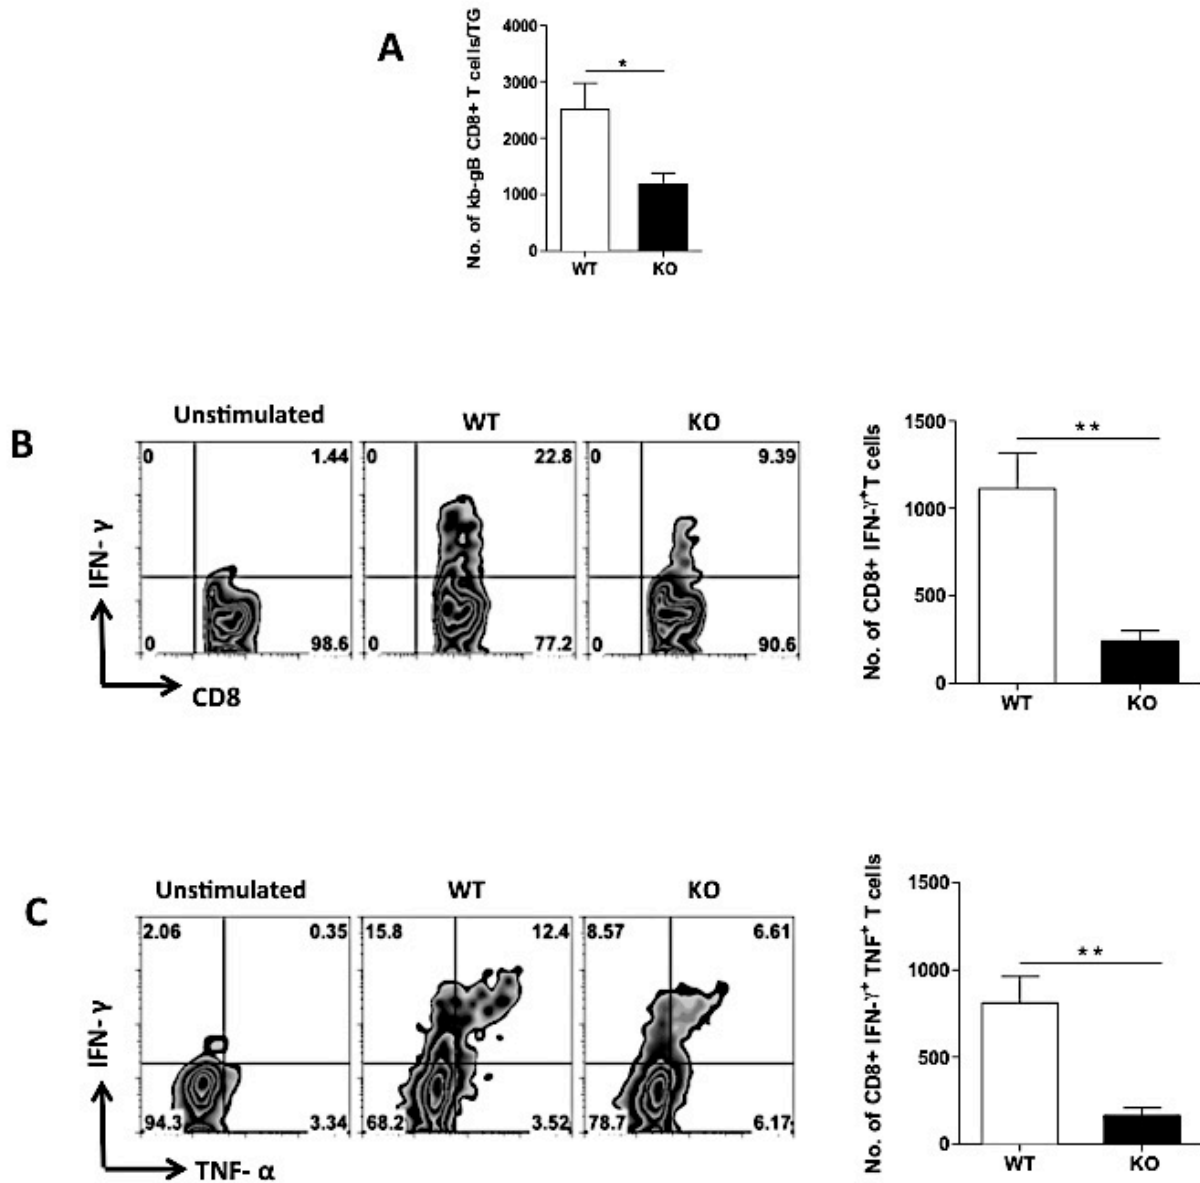 A
No. of kb-gB CD8+ T cells/TG
4000
3000
2000
1000
0
*
WT
KO
B
Unstimulated
WT
KO
0
1.44
0
22.8
0
9.39
0
98.6
0
77.2
0
90.6
IFN- γ
CD8
No. of CD8+ IFN-γ+T cells
1500
1000
500
0
**
WT
KO
C
Unstimulated
WT
KO
2.06
0.35
15.8
12.4
8.57
6.61
94.3
3.34
68.2
3.52
78.7
6.17
IFN- γ
TNF- α
No. of CD8+ IFN-γ+ TNF+ T cells
1500
1000
500
0
**
WT
KO